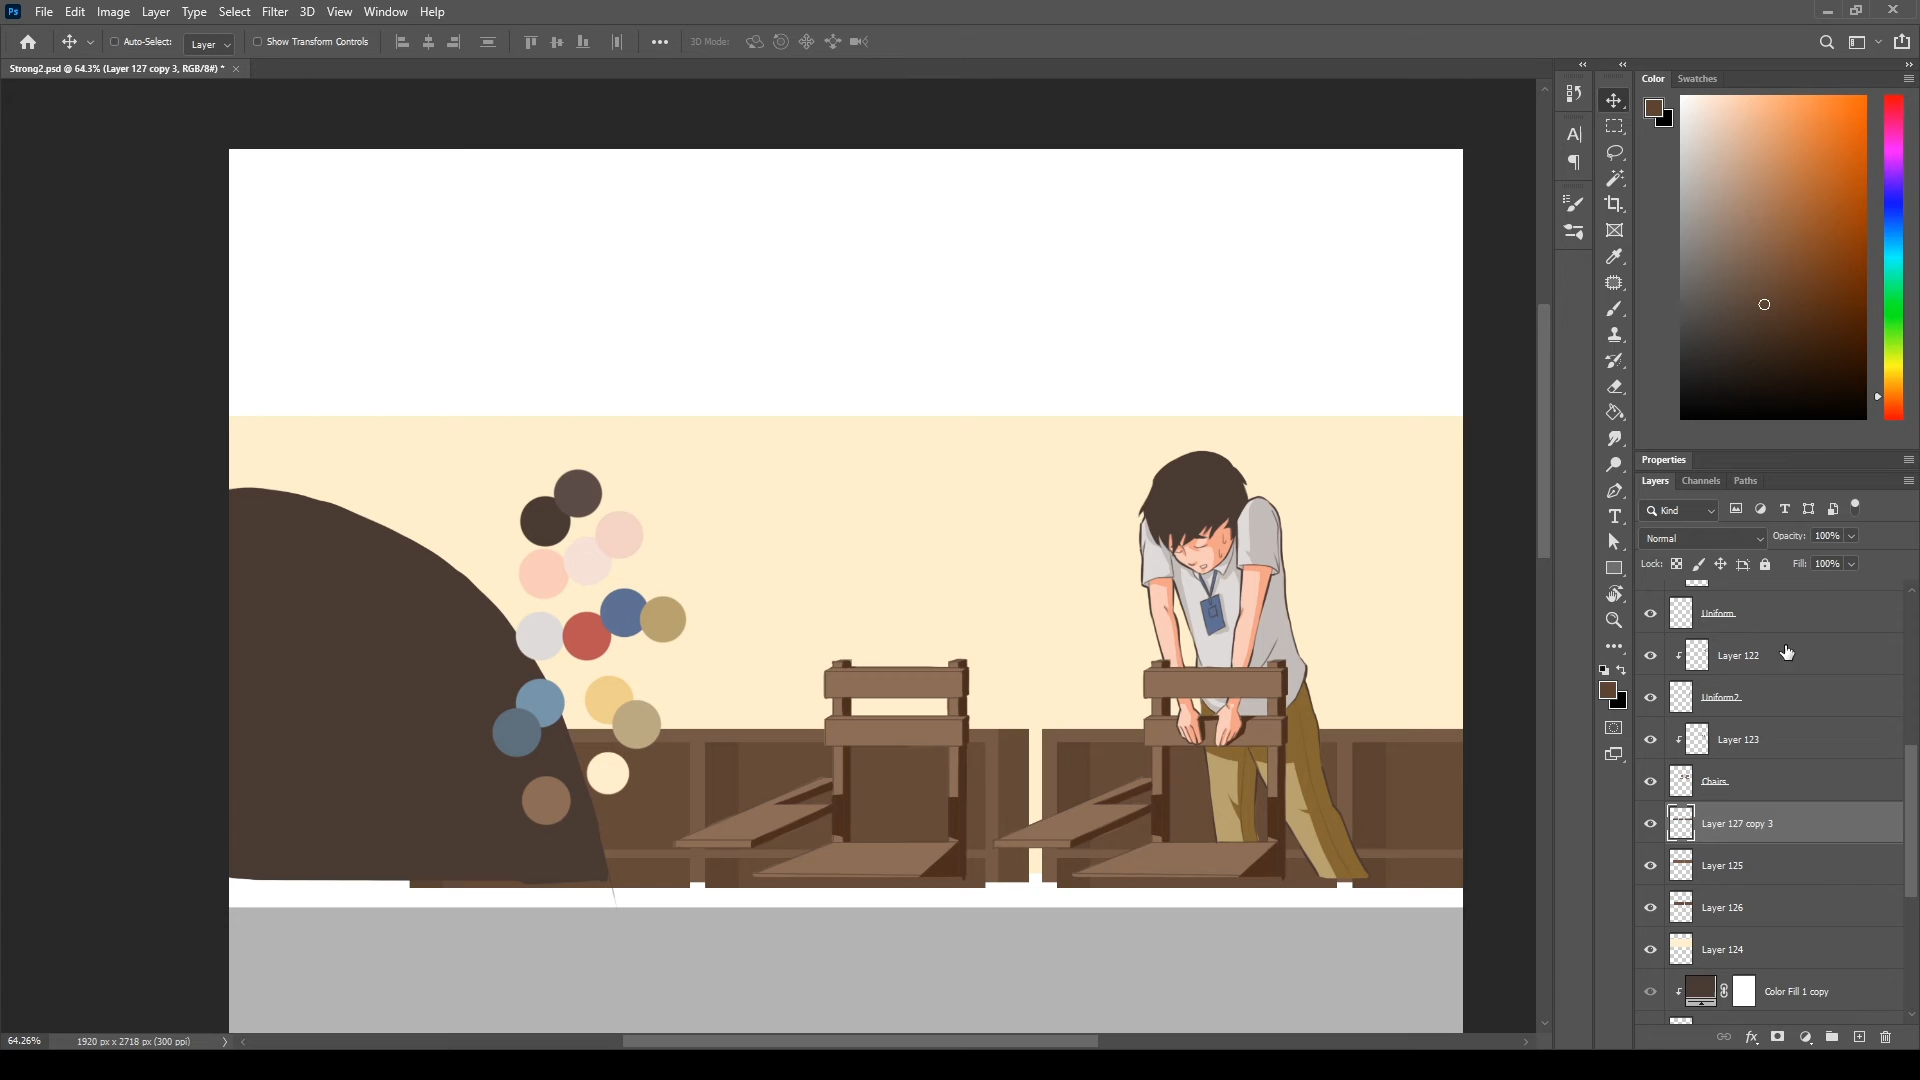 Ps File Edit Image Layer Type Select Filter 3D View Window Help
Auto-Select: Layer Show Transform Controls 3D Mode:
Strong2.psd @ 64.3% (Layer 127 copy 3, RGB/8#) *
Color Swatches
Properties
Layers Channels Paths
Kind
Normal Opacity: 100%
Lock: Fill: 100%
Uniform
Layer 122
Uniform2
Layer 123
Chairs
Layer 127 copy 3
Layer 125
Layer 126
Layer 124
Color Fill 1 copy
fx
64.26% 1920 px x 2718 px (300 ppi)